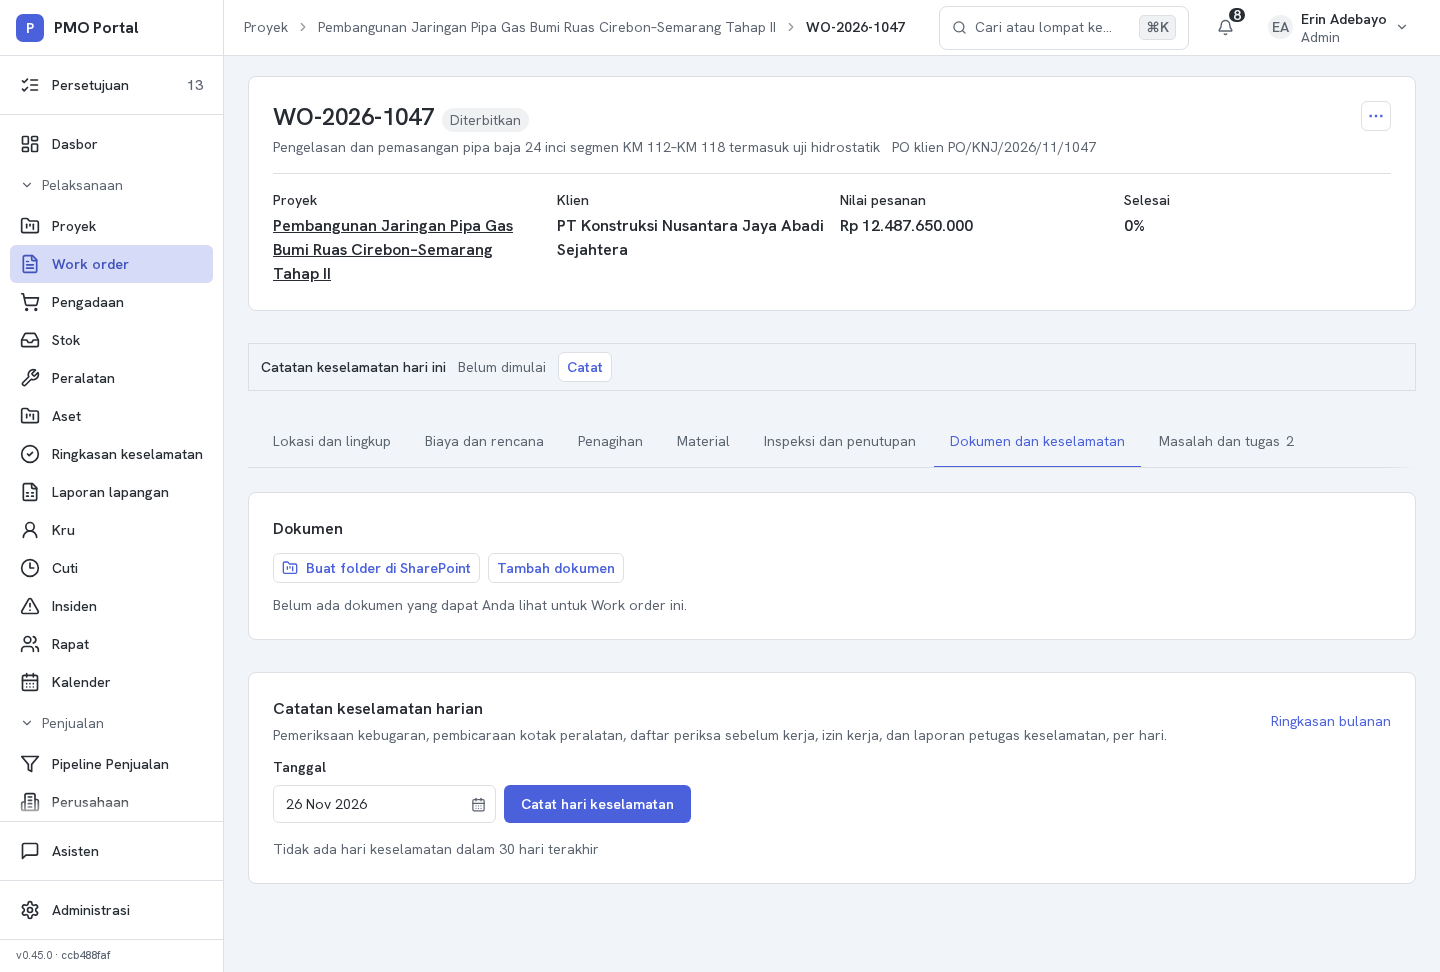 P PMO Portal
Proyek > Pembangunan Jaringan Pipa Gas Bumi Ruas Cirebon–Semarang Tahap II > WO-2026-1047
Cari atau lompat ke... ⌘K
8
EA
Erin Adebayo
Admin
Persetujuan 13
Dasbor
Pelaksanaan
Proyek
Work order
Pengadaan
Stok
Peralatan
Aset
Ringkasan keselamatan
Laporan lapangan
Kru
Cuti
Insiden
Rapat
Kalender
Penjualan
Pipeline Penjualan
Perusahaan
Asisten
Administrasi
v0.45.0 · ccb488faf
WO-2026-1047 Diterbitkan
Pengelasan dan pemasangan pipa baja 24 inci segmen KM 112–KM 118 termasuk uji hidrostatik PO klien PO/KNJ/2026/11/1047
Proyek
Pembangunan Jaringan Pipa Gas
Bumi Ruas Cirebon–Semarang
Tahap II
Klien
PT Konstruksi Nusantara Jaya Abadi
Sejahtera
Nilai pesanan
Rp 12.487.650.000
Selesai
0%
Catatan keselamatan hari ini Belum dimulai Catat
Lokasi dan lingkup Biaya dan rencana Penagihan Material Inspeksi dan penutupan Dokumen dan keselamatan Masalah dan tugas 2
Dokumen
Buat folder di SharePoint Tambah dokumen
Belum ada dokumen yang dapat Anda lihat untuk Work order ini.
Catatan keselamatan harian
Pemeriksaan kebugaran, pembicaraan kotak peralatan, daftar periksa sebelum kerja, izin kerja, dan laporan petugas keselamatan, per hari.
Ringkasan bulanan
Tanggal
26 Nov 2026 Catat hari keselamatan
Tidak ada hari keselamatan dalam 30 hari terakhir